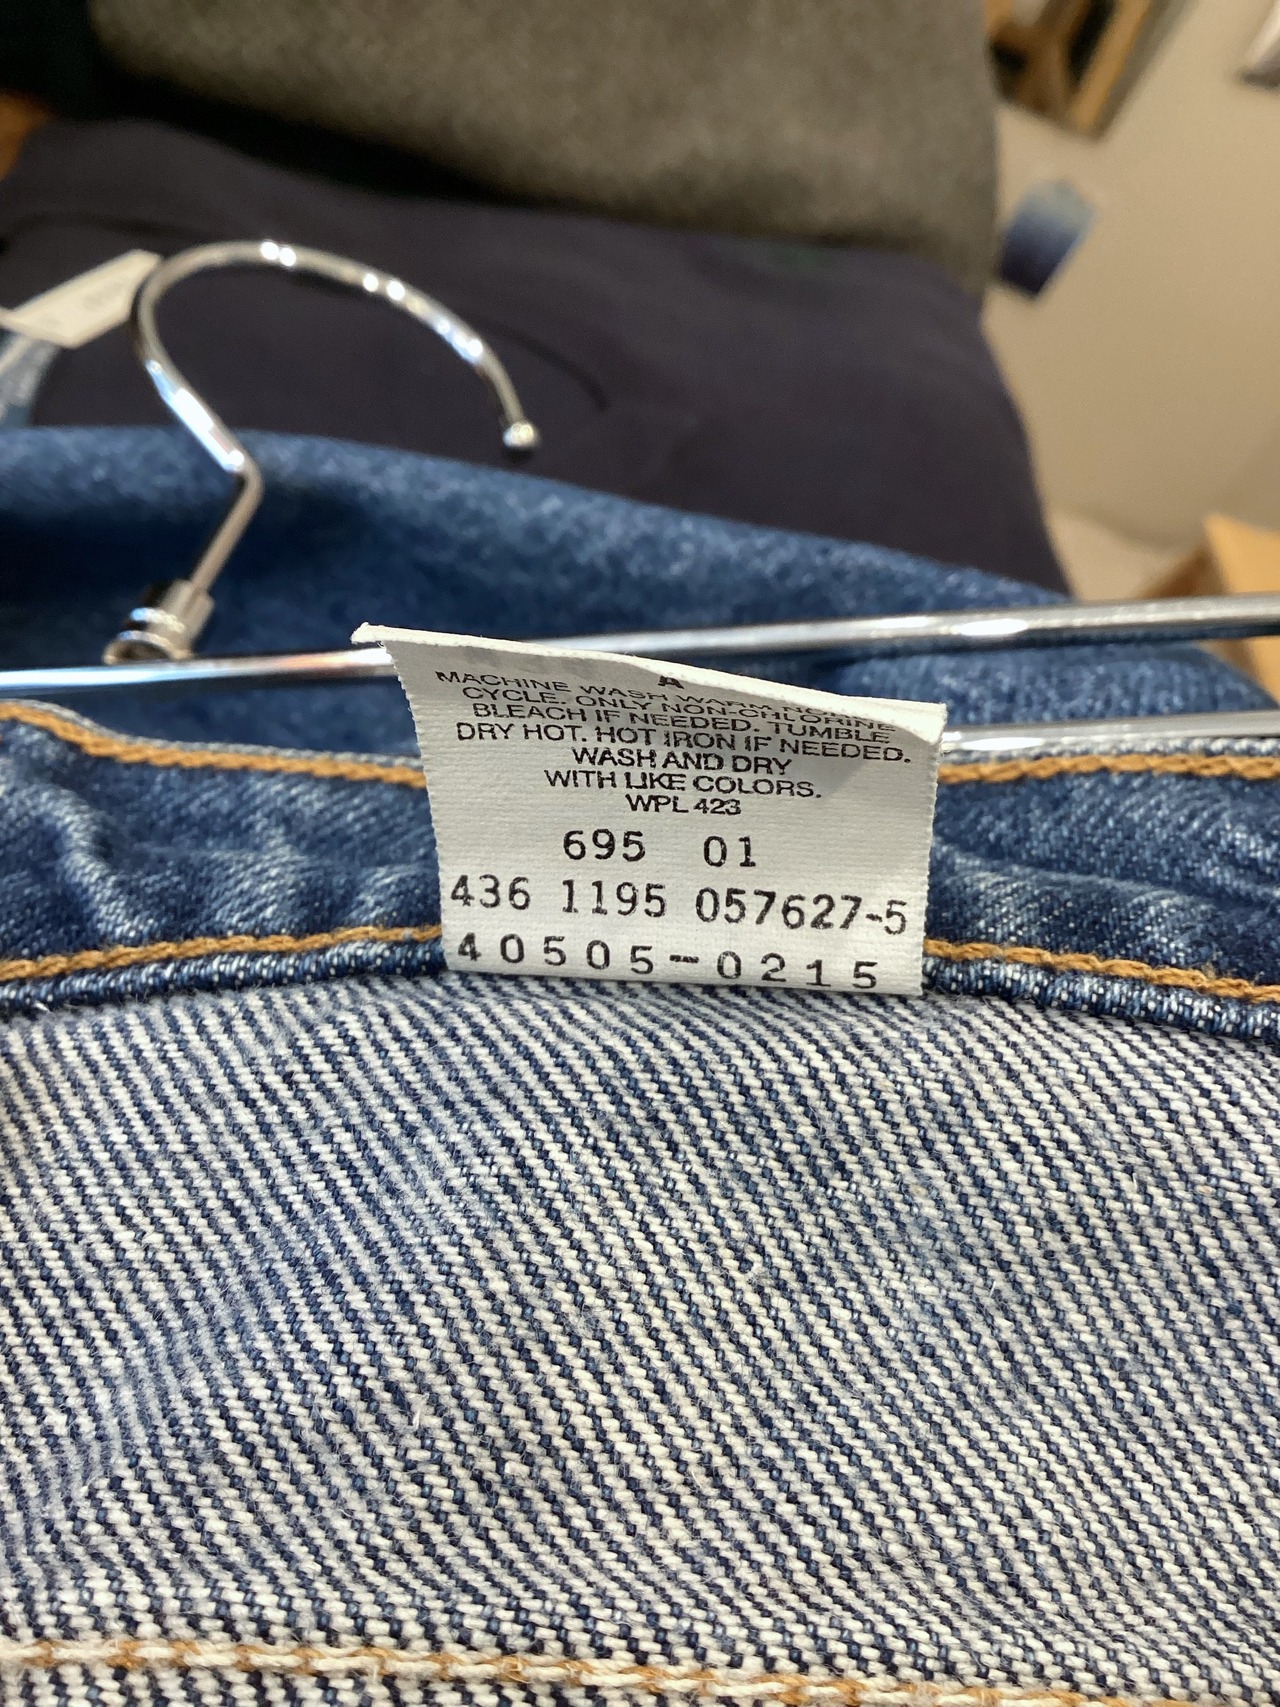 A
MACHINE WASH WARM
CYCLE. ONLY NON-CHLORINE
BLEACH IF NEEDED. TUMBLE
DRY HOT. HOT IRON IF NEEDED.
WASH AND DRY
WITH LIKE COLORS.
WPL 423
695 01
436 1195 057627-5
40505-0215